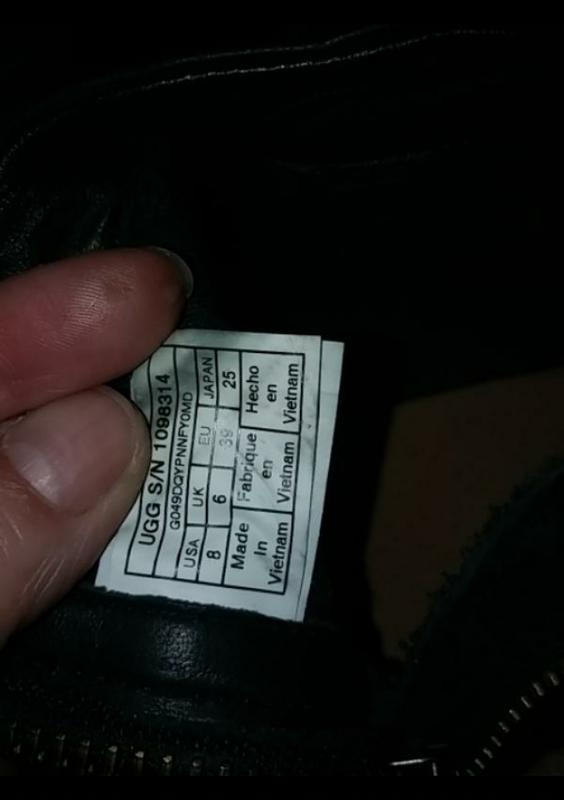 UGG S/N 1098314
G049DQYPNNFY0MD
USA UK EU JAPAN
8 6 39 25
Made Fabrique Hecho
In en en
Vietnam Vietnam Vietnam